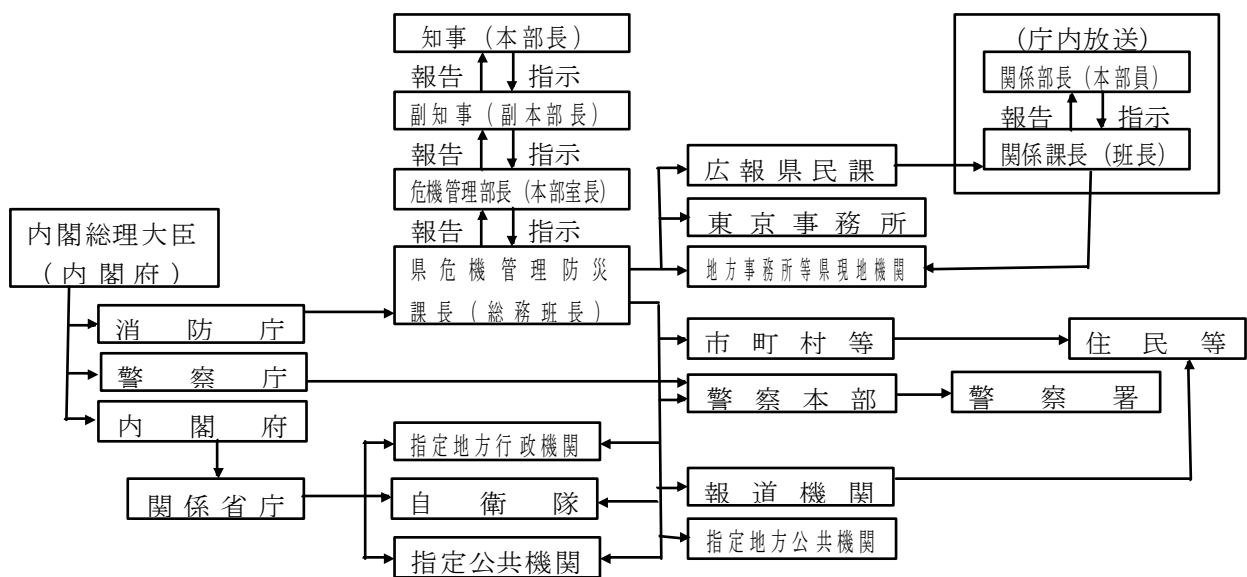 知事（本部長）
報告
指示
副知事（副本部長）
報告
指示
危機管理部長（本部室長）
報告
指示
県危機管理防災
課長（総務班長）
内閣総理大臣
（内閣府）
消防庁
警察庁
内閣府
関係省庁
指定地方行政機関
自衛隊
指定公共機関
広報県民課
東京事務所
地方事務所等県現地機関
(庁内放送)
関係部長（本部員）
報告
指示
関係課長（班長）
市町村等
住民等
警察本部
警察署
報道機関
指定地方公共機関